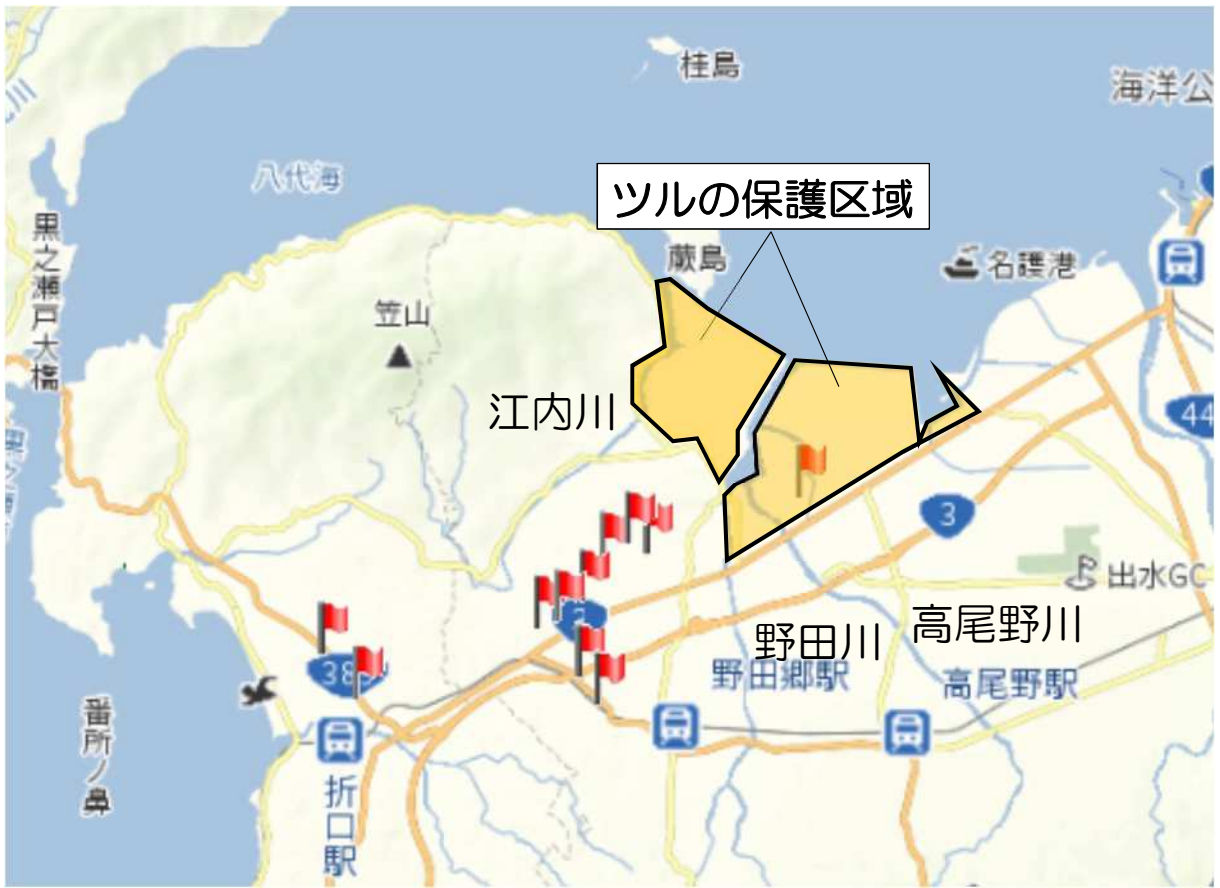 桂島
海洋公
川
八代海
ツルの保護区域
黒之瀬戸大橋
蕨島
名護港
笠山
江内川
44
3
出水GC
野田川
高尾野川
野田郷駅
高尾野駅
38
番所ノ鼻
折口駅